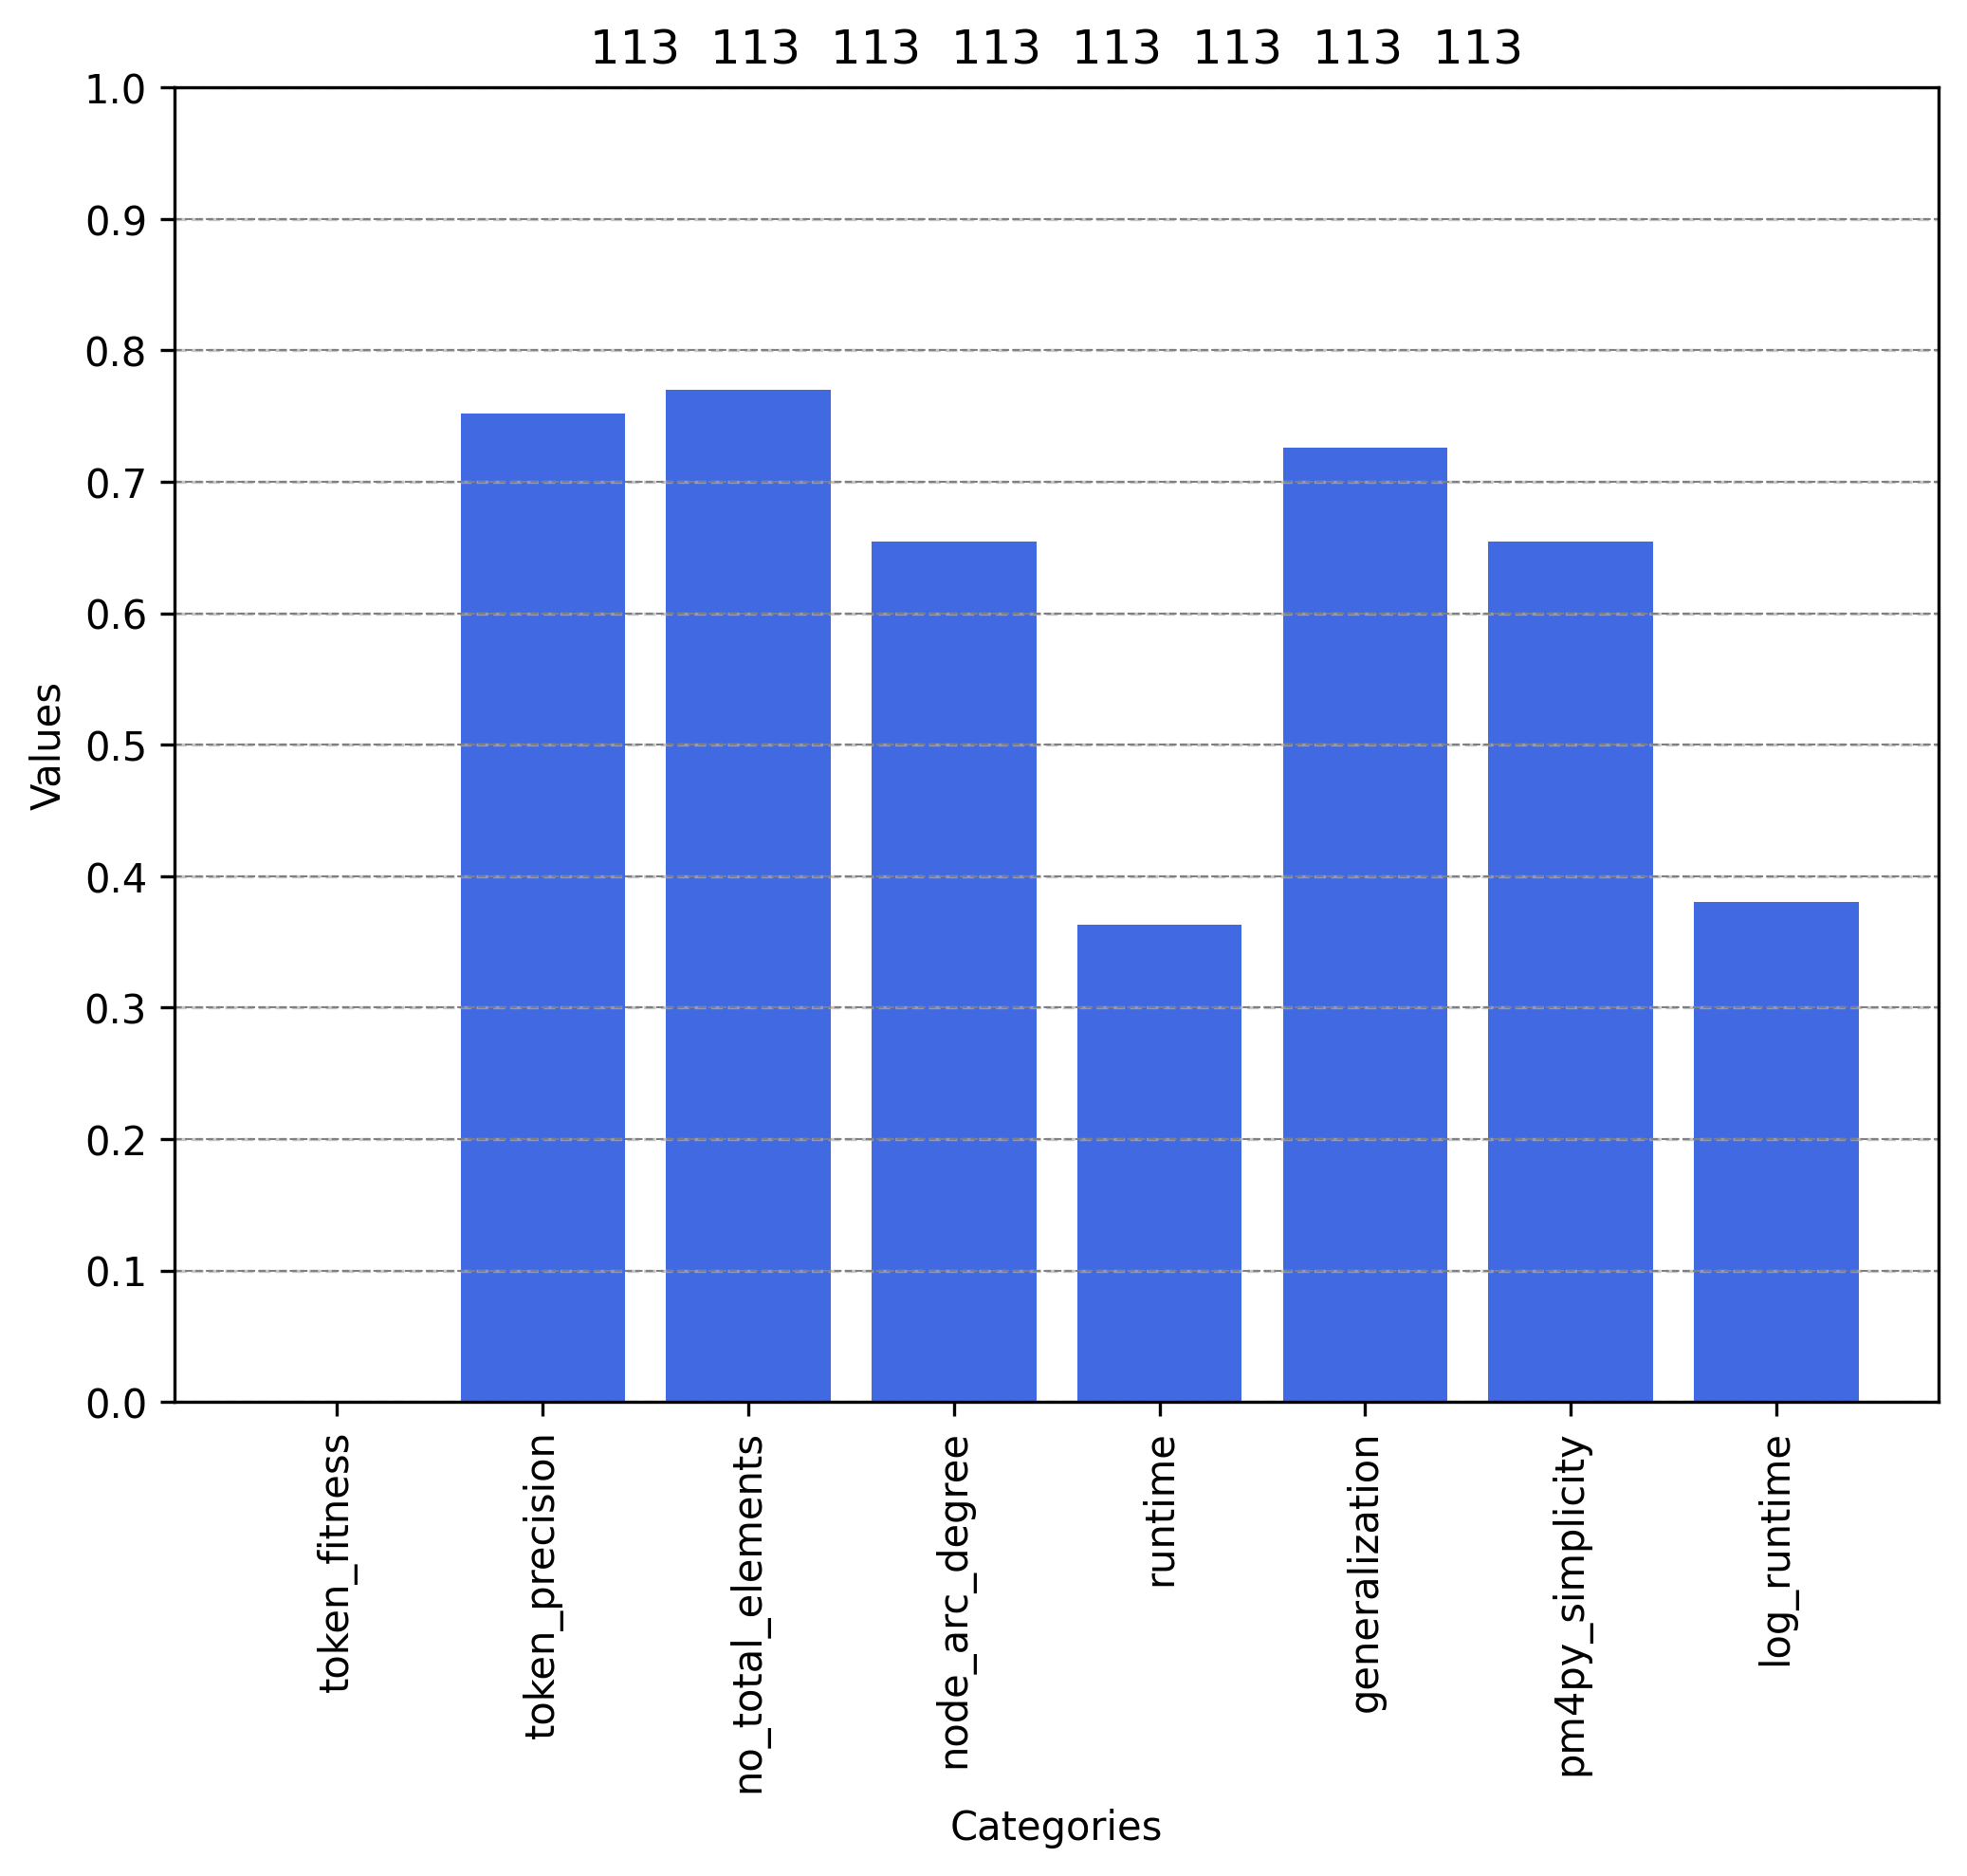 113 113 113 113 113 113 113 113
1.0
0.9
0.8
0.7
0.6
0.5
0.4
0.3
0.2
0.1
0.0
Values
token_fitness
token_precision
no_total_elements
node_arc_degree
runtime
generalization
pm4py_simplicity
log_runtime
Categories